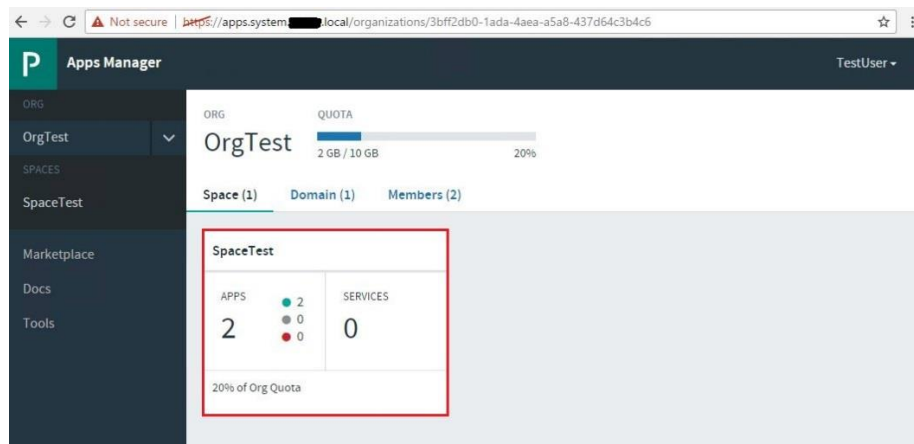 Not secure | https://apps.system. .local/organizations/3bff2db0-1ada-4aea-a5a8-437d64c3b4c6
P Apps Manager
TestUser
ORG
OrgTest
SPACES
SpaceTest
Marketplace
Docs
Tools
ORG
OrgTest
QUOTA
2 GB / 10 GB
20%
Space (1) Domain (1) Members (2)
SpaceTest
APPS
2
2
0
0
SERVICES
0
20% of Org Quota